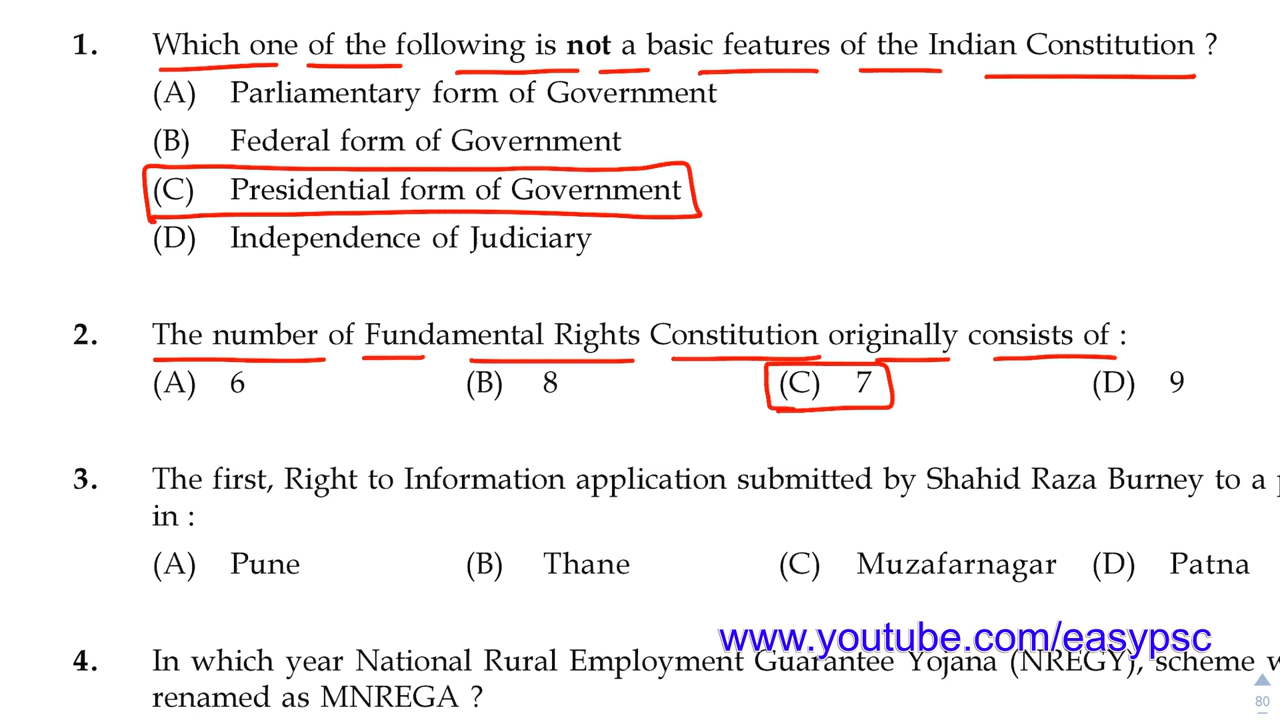 1. Which one of the following is not a basic features of the Indian Constitution ?
(A) Parliamentary form of Government
(B) Federal form of Government
(C) Presidential form of Government
(D) Independence of Judiciary
2. The number of Fundamental Rights Constitution originally consists of :
(A) 6 (B) 8 (C) 7 (D) 9
3. The first, Right to Information application submitted by Shahid Raza Burney to a
in :
(A) Pune (B) Thane (C) Muzafarnagar (D) Patna
www.youtube.com/easypsc
4. In which year National Rural Employment Guarantee Yojana (NREGY), scheme
renamed as MNREGA ?
80